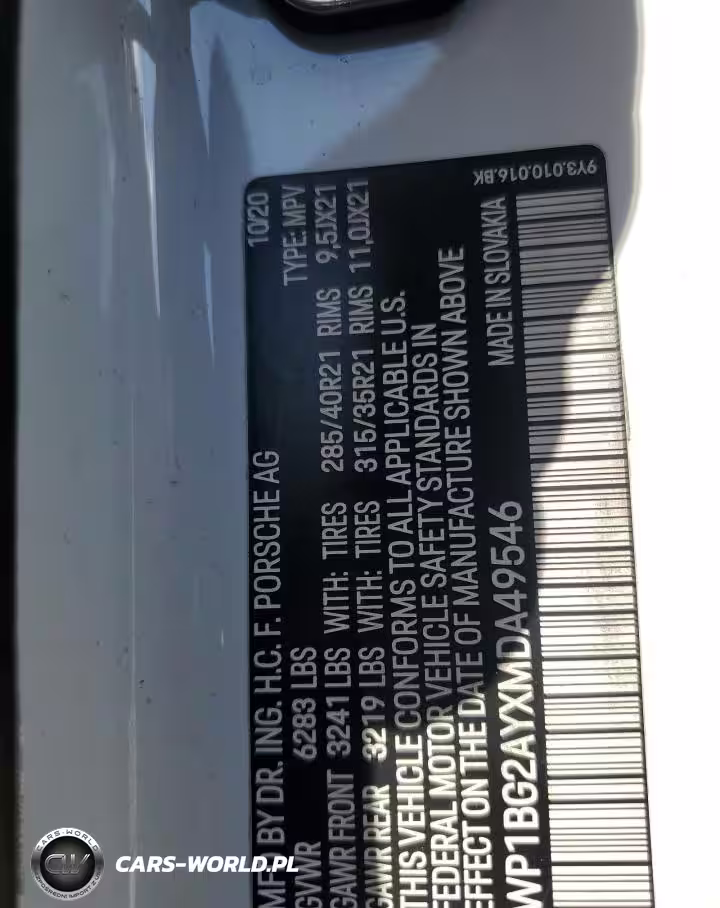 MFD BY DR. ING. H.C. F. PORSCHE AG 10/20
GVWR 6283 LBS TYPE: MPV
GAWR FRONT 3241 LBS WITH: TIRES 285/40R21 RIMS 9,5JX21
GAWR REAR 3219 LBS WITH: TIRES 315/35R21 RIMS 11,0JX21
THIS VEHICLE CONFORMS TO ALL APPLICABLE U.S.
FEDERAL MOTOR VEHICLE SAFETY STANDARDS IN
EFFECT ON THE DATE OF MANUFACTURE SHOWN ABOVE
WP1BG2AYXMDA49546 MADE IN SLOVAKIA
9Y3.010.016.BK
CW
CARS-WORLD.PL